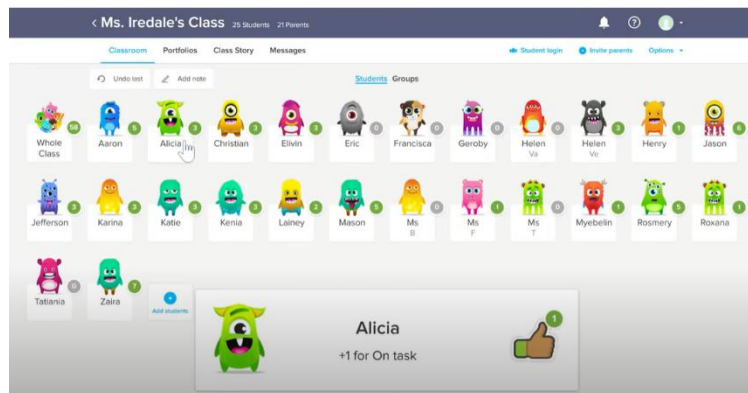 < Ms. Iredale's Class 25 Students 21 Parents
Classroom Portfolios Class Story Messages Student login Invite parents Options
Undo last Add note Students Groups
58 5 3 3 3 0 0 0 0 3 1 6
Whole Class Aaron Alicia Christian Elivin Eric Francisca Geroby Helen Va Helen Ve Henry Jason
3 3 3 3 2 5 0 1 0 1 5 1
Jefferson Karina Katie Kenia Lainey Mason Ms B Ms F Ms T Myebelin Rosmery Roxana
0 7
Tatiania Zaira Add students
1
Alicia
+1 for On task